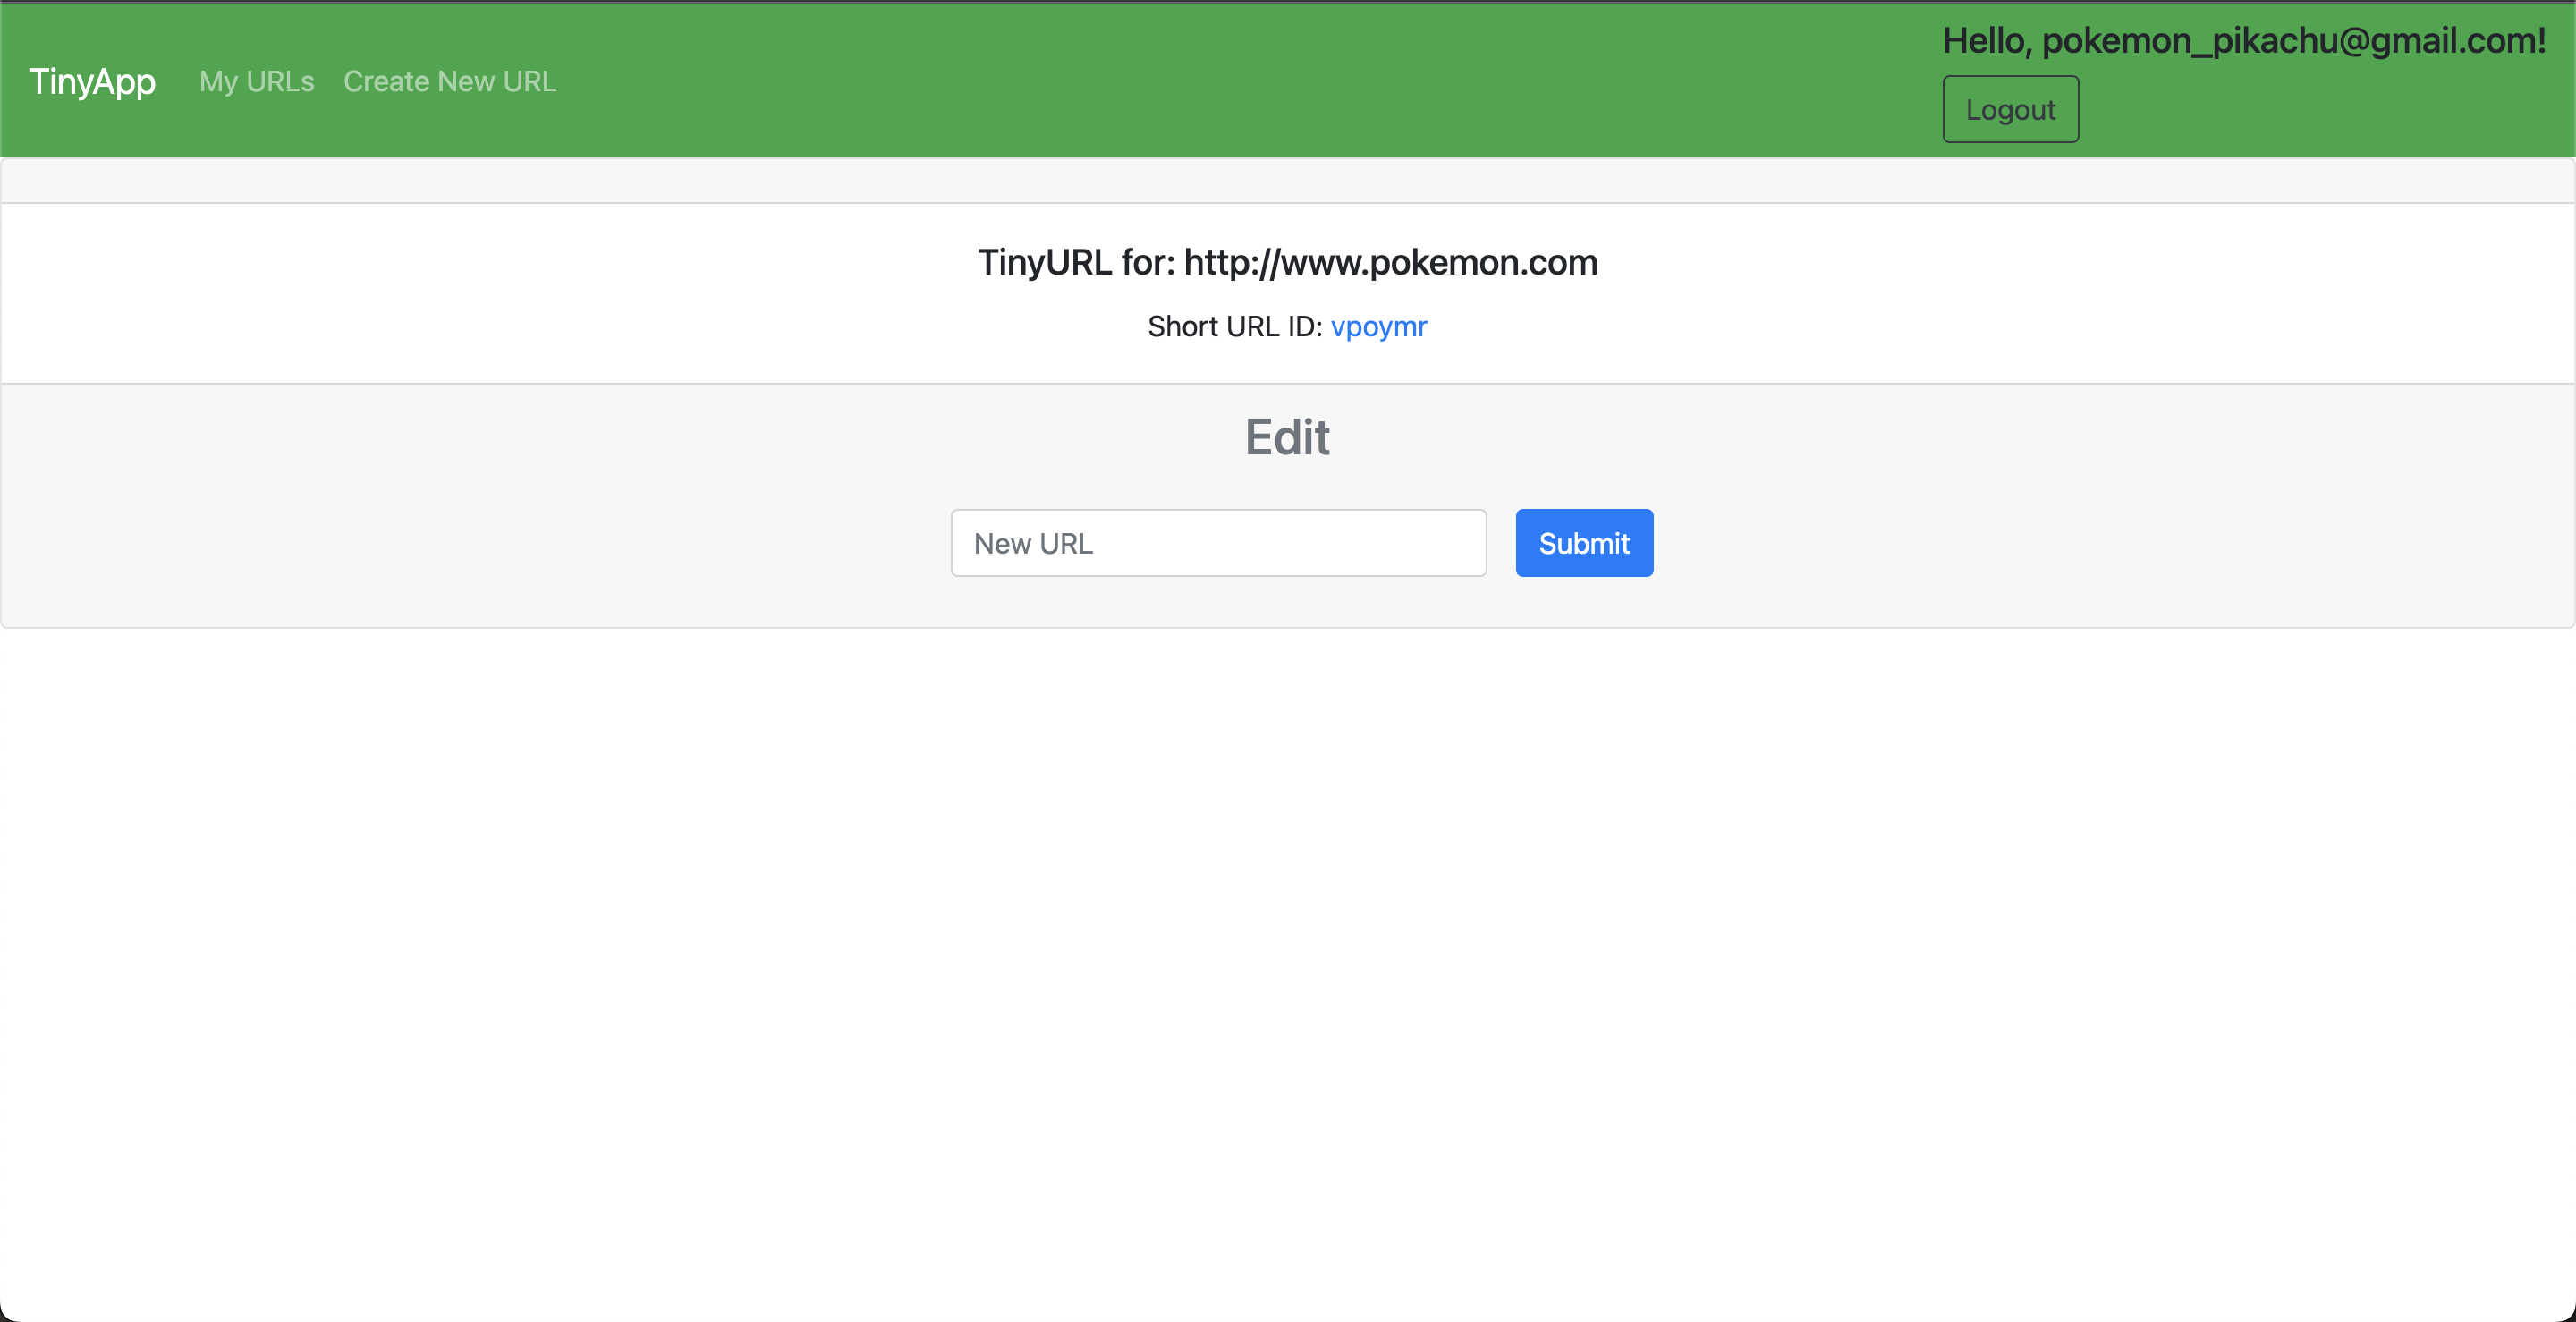 TinyApp My URLs Create New URL
Hello, pokemon_pikachu@gmail.com!
Logout
TinyURL for: http://www.pokemon.com
Short URL ID: vpoymr
Edit
New URL Submit